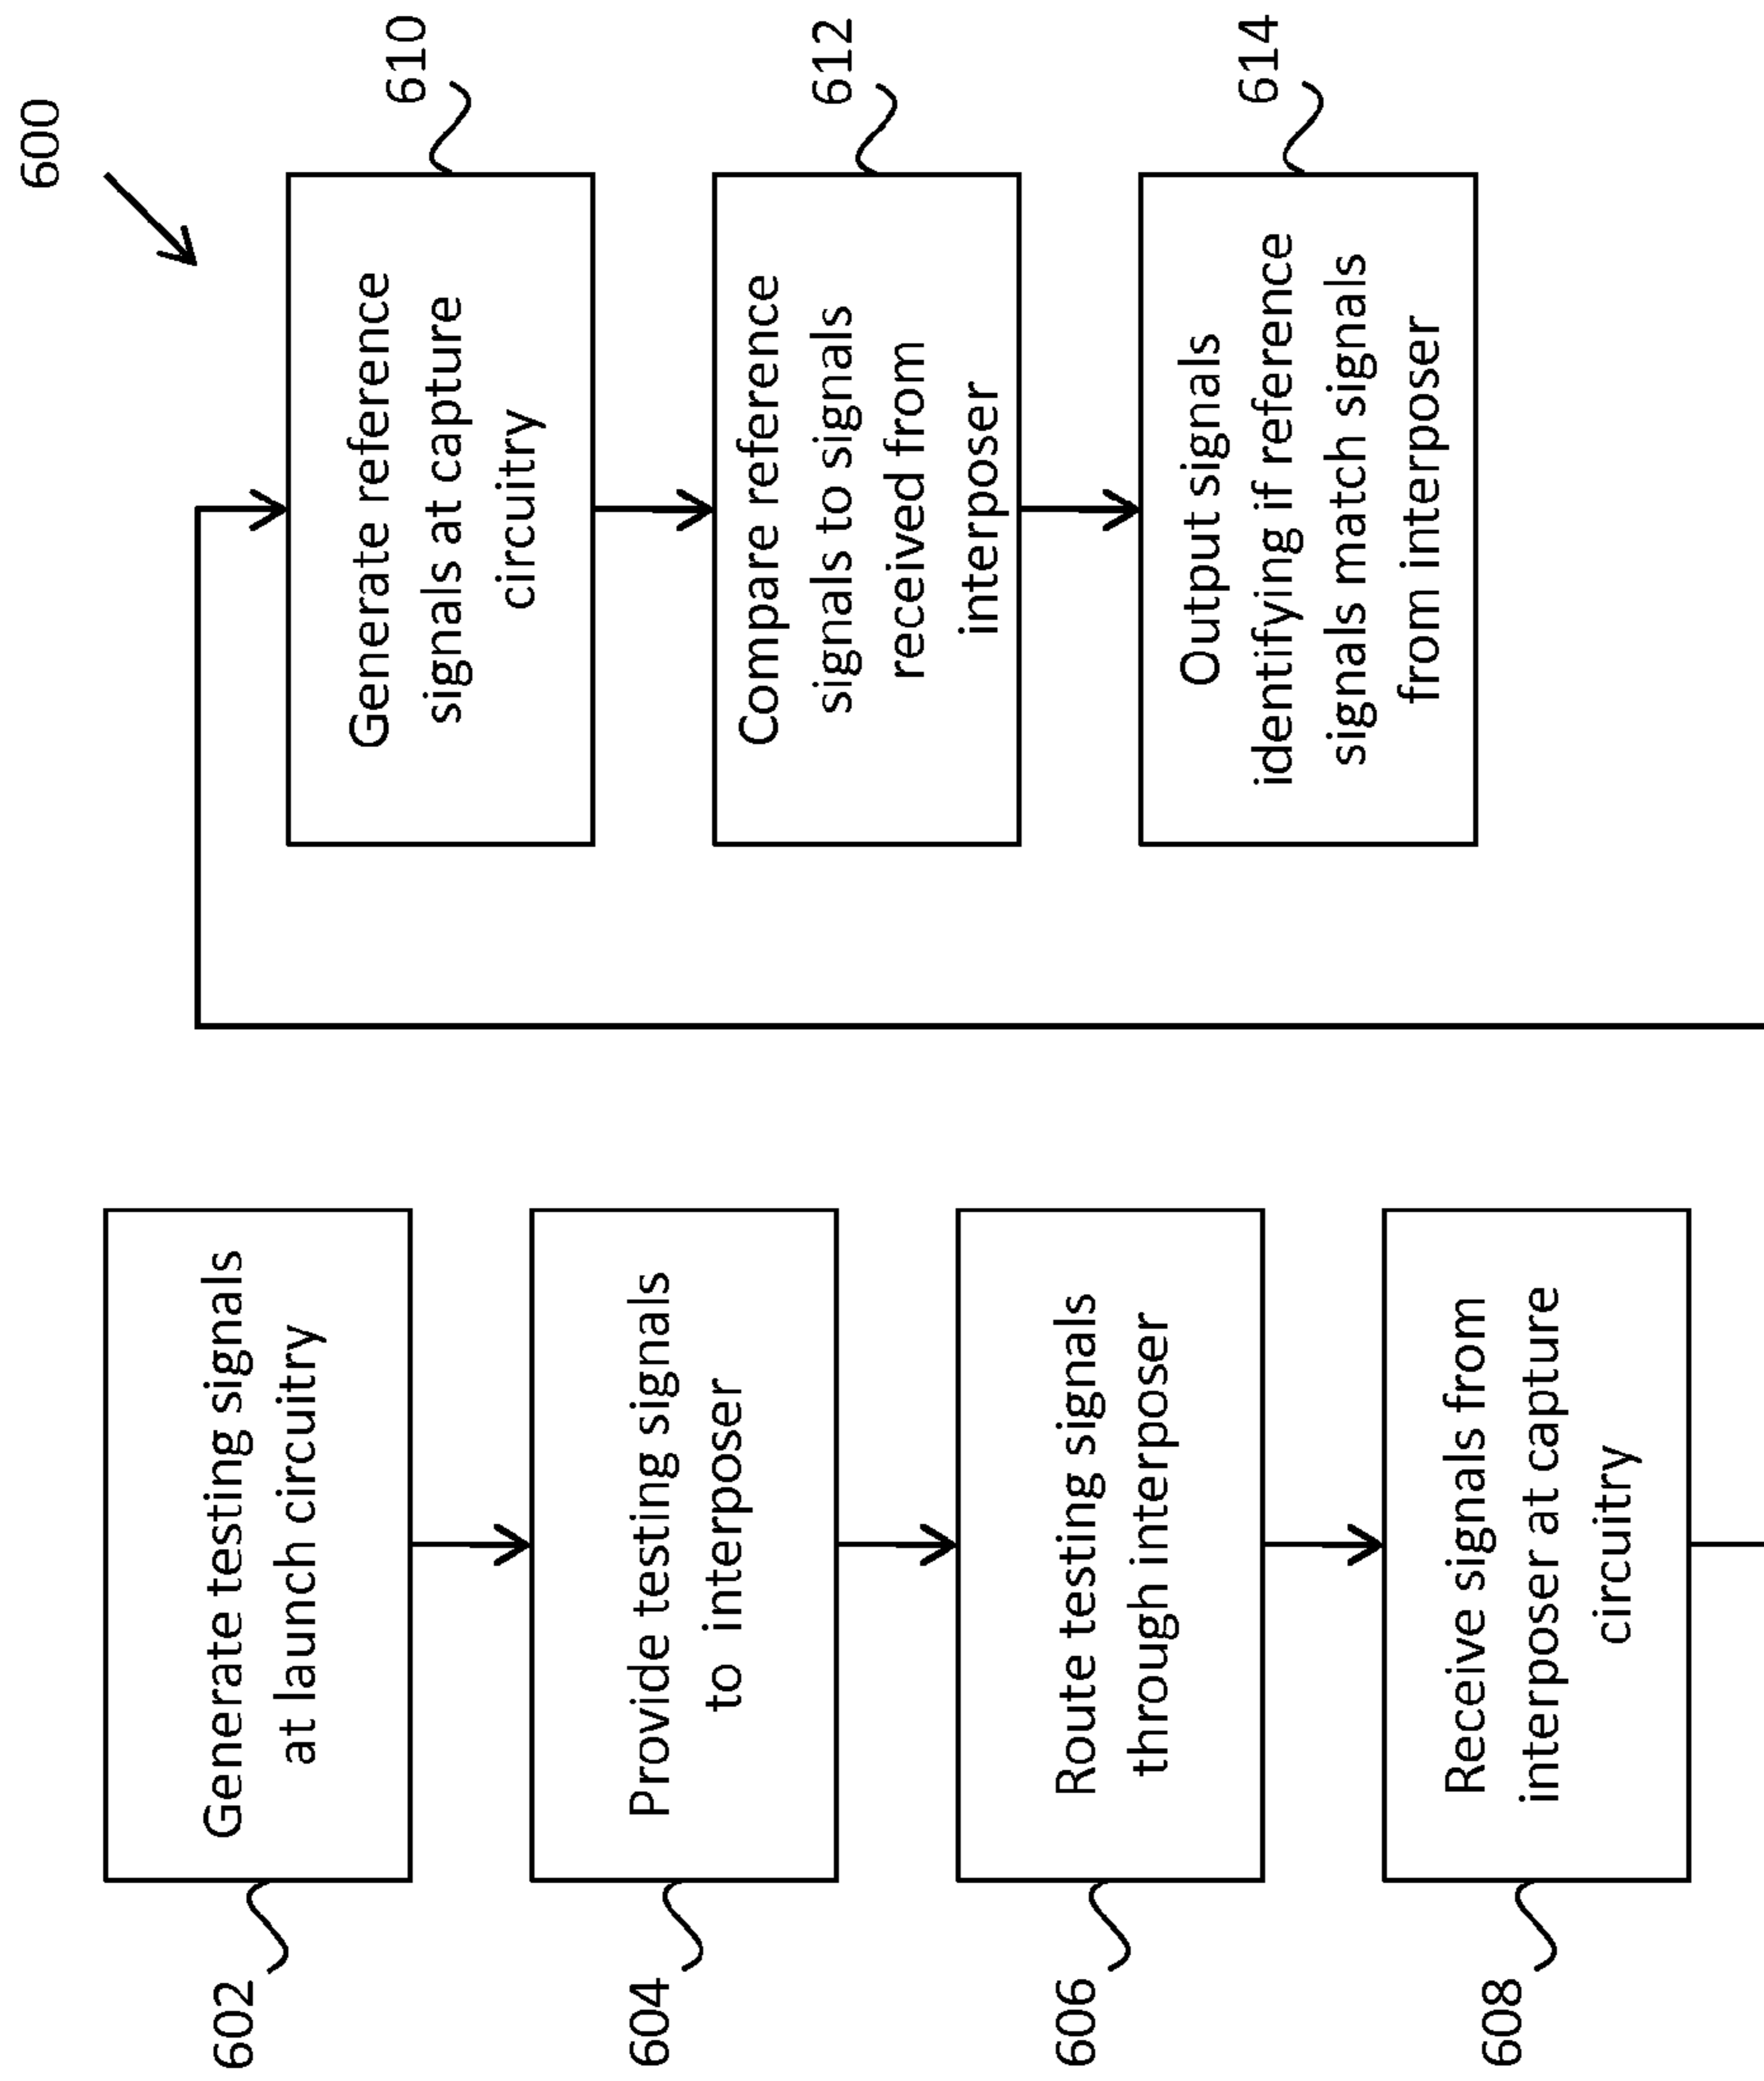 600
602
Generate testing signals
at launch circuitry
604
Provide testing signals
to interposer
606
Route testing signals
through interposer
608
Receive signals from
interposer at capture
circuitry
610
Generate reference
signals at capture
circuitry
612
Compare reference
signals to signals
received from
interposer
614
Output signals
identifying if reference
signals match signals
from interposer